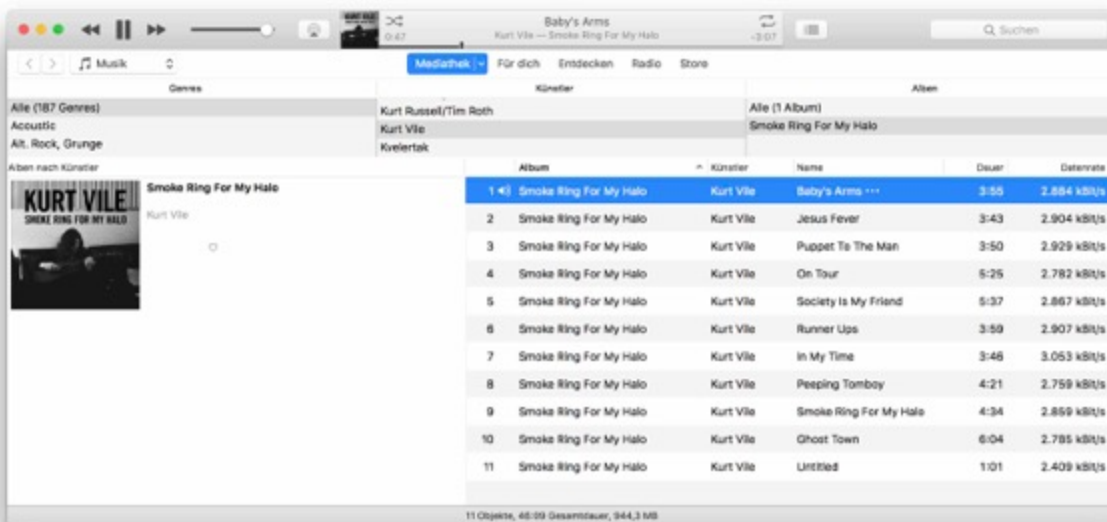 Baby's Arms
0:47 Kurt Vile — Smoke Ring For My Halo -3:07
Suchen
Musik
Mediathek Für dich Entdecken Radio Store
Genres Künstler Alben
Alle (187 Genres)
Acoustic
Alt. Rock, Grunge
Kurt Russell/Tim Roth
Kurt Vile
Kvelertak
Alle (1 Album)
Smoke Ring For My Halo
Alben nach Künstler
KURT VILE
SMOKE RING FOR MY HALO
Smoke Ring For My Halo
Kurt Vile
Album Künstler Name Dauer Datenrate
1 Smoke Ring For My Halo Kurt Vile Baby's Arms ••• 3:55 2.884 kBit/s
2 Smoke Ring For My Halo Kurt Vile Jesus Fever 3:43 2.904 kBit/s
3 Smoke Ring For My Halo Kurt Vile Puppet To The Man 3:50 2.929 kBit/s
4 Smoke Ring For My Halo Kurt Vile On Tour 5:25 2.782 kBit/s
5 Smoke Ring For My Halo Kurt Vile Society Is My Friend 5:37 2.867 kBit/s
6 Smoke Ring For My Halo Kurt Vile Runner Ups 3:59 2.907 kBit/s
7 Smoke Ring For My Halo Kurt Vile In My Time 3:46 3.053 kBit/s
8 Smoke Ring For My Halo Kurt Vile Peeping Tomboy 4:21 2.759 kBit/s
9 Smoke Ring For My Halo Kurt Vile Smoke Ring For My Halo 4:34 2.859 kBit/s
10 Smoke Ring For My Halo Kurt Vile Ghost Town 6:04 2.785 kBit/s
11 Smoke Ring For My Halo Kurt Vile Untitled 1:01 2.409 kBit/s
11 Objekte, 46:09 Gesamtdauer, 944,3 MB